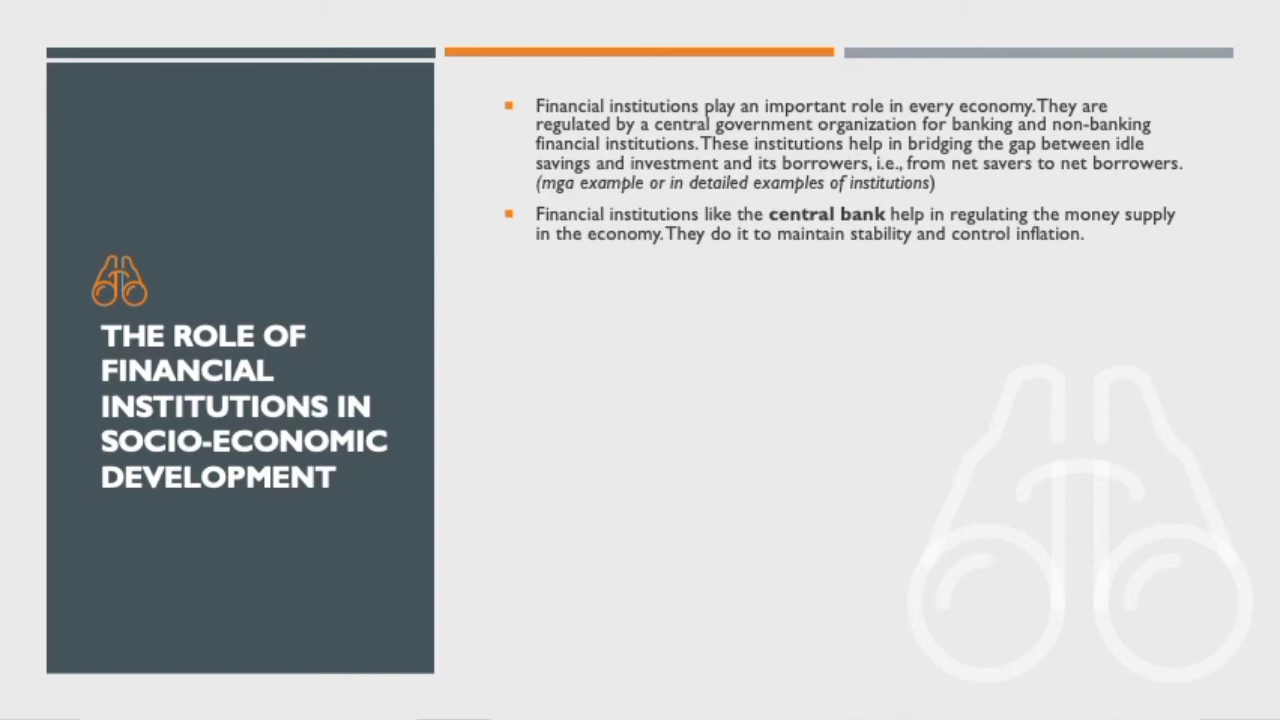 THE ROLE OF
FINANCIAL
INSTITUTIONS IN
SOCIO-ECONOMIC
DEVELOPMENT
Financial institutions play an important role in every economy. They are
regulated by a central government organization for banking and non-banking
financial institutions. These institutions help in bridging the gap between idle
savings and investment and its borrowers, i.e., from net savers to net borrowers.
(mga example or in detailed examples of institutions)
Financial institutions like the central bank help in regulating the money supply
in the economy. They do it to maintain stability and control inflation.